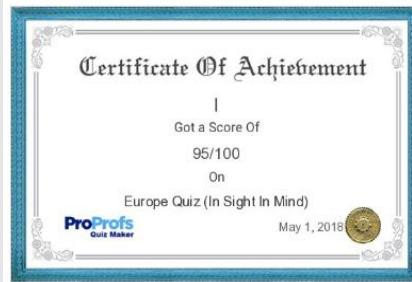 Certificate Of Achievement
I
Got a Score Of
95/100
On
Europe Quiz (In Sight In Mind)
ProProfs
Quiz Maker
May 1, 2018